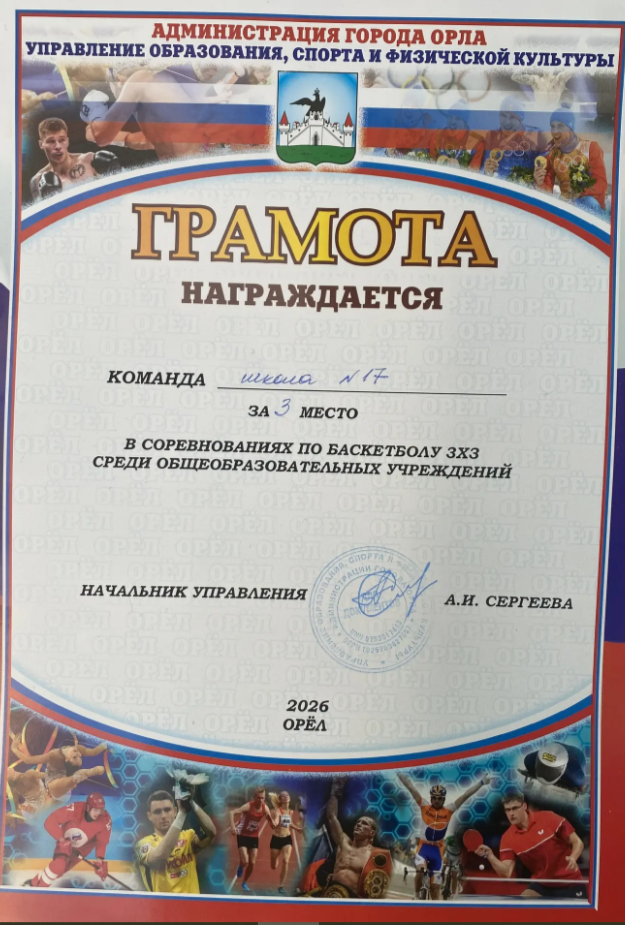 АДМИНИСТРАЦИЯ ГОРОДА ОРЛА
УПРАВЛЕНИЕ ОБРАЗОВАНИЯ, СПОРТА И ФИЗИЧЕСКОЙ КУЛЬТУРЫ
ГРАМОТА
НАГРАЖДАЕТСЯ
КОМАНДА школа №17
ЗА 3 МЕСТО
В СОРЕВНОВАНИЯХ ПО БАСКЕТБОЛУ 3Х3
СРЕДИ ОБЩЕОБРАЗОВАТЕЛЬНЫХ УЧРЕЖДЕНИЙ
НАЧАЛЬНИК УПРАВЛЕНИЯ А.И. СЕРГЕЕВА
2026
ОРЁЛ